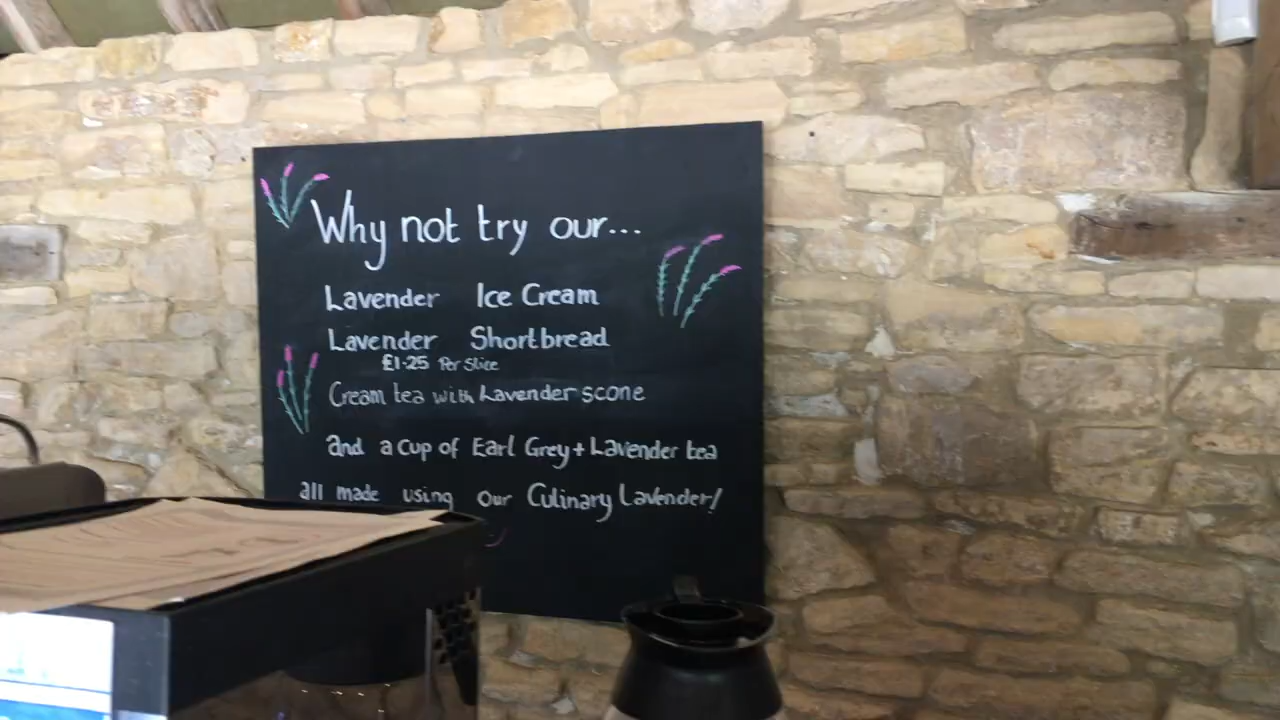 Why not try our...
Lavender Ice Cream
Lavender Shortbread
£1.25 Per Slice
Cream tea with Lavender scone
and a cup of Earl Grey + Lavender tea
all made using our Culinary Lavender!